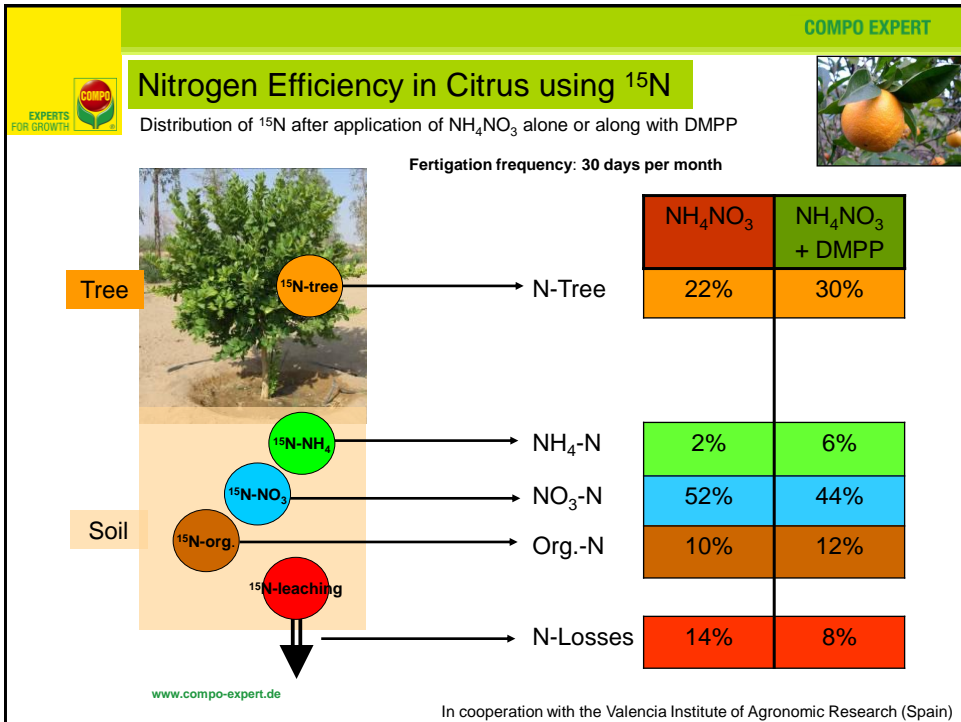 COMPO EXPERT
COMPO
EXPERTS
FOR GROWTH
Nitrogen Efficiency in Citrus using ¹⁵N
Distribution of ¹⁵N after application of NH₄NO₃ alone or along with DMPP
Fertigation frequency: 30 days per month
NH₄NO₃
NH₄NO₃
+ DMPP
Tree
¹⁵N-tree
N-Tree
22%
30%
¹⁵N-NH₄
NH₄-N
2%
6%
¹⁵N-NO₃
NO₃-N
52%
44%
Soil
¹⁵N-org.
Org.-N
10%
12%
¹⁵N-leaching
N-Losses
14%
8%
www.compo-expert.de
In cooperation with the Valencia Institute of Agronomic Research (Spain)